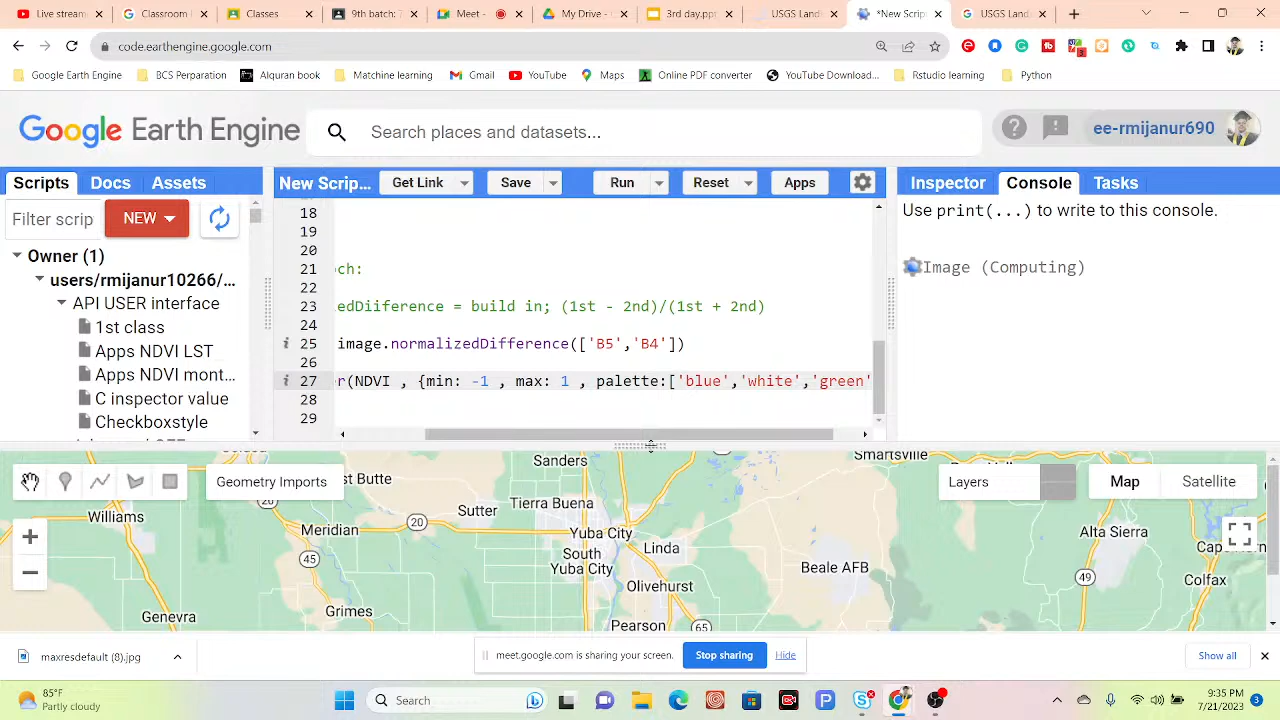 Live stream
Classroom
Classes
9th batch:
Meet -
My Drive -
3rd day.pp
USGS Land
*New Scrip
USGS Land
code.earthengine.google.com
Google Earth Engine
BCS Perparation
Alquran book
Matchine learning
Gmail
YouTube
Maps
Online PDF converter
YouTube Download...
Rstudio learning
Python
Google Earth Engine
Search places and datasets...
ee-rmijanur690
Scripts
Docs
Assets
New Scrip...
Get Link
Save
Run
Reset
Apps
Inspector
Console
Tasks
Filter scrip
NEW
Use print(...) to write to this console.
Owner (1)
users/rmijanur10266/...
API USER interface
1st class
Apps NDVI LST
Apps NDVI mont...
C inspector value
Checkboxstyle
18
19
20
21 ch:
22
23 edDiiference = build in; (1st - 2nd)/(1st + 2nd)
24
i 25 image.normalizedDifference(['B5','B4'])
26
i 27 r(NDVI , {min: -1 , max: 1 , palette:['blue','white','green'
28
29
Image (Computing)
Geometry Imports
Layers
Map
Satellite
Sanders
Smartsville
st Butte
Tierra Buena
Sutter
Williams
20
20
Meridian
Yuba City
Linda
Alta Sierra
45
South
Yuba City
Beale AFB
Olivehurst
49
Colfax
Grimes
Genevra
Pearson
65
maxresdefault (8).jpg
meet.google.com is sharing your screen.
Stop sharing
Hide
Show all
85°F
Partly cloudy
Search
9:35 PM
7/21/2023
3